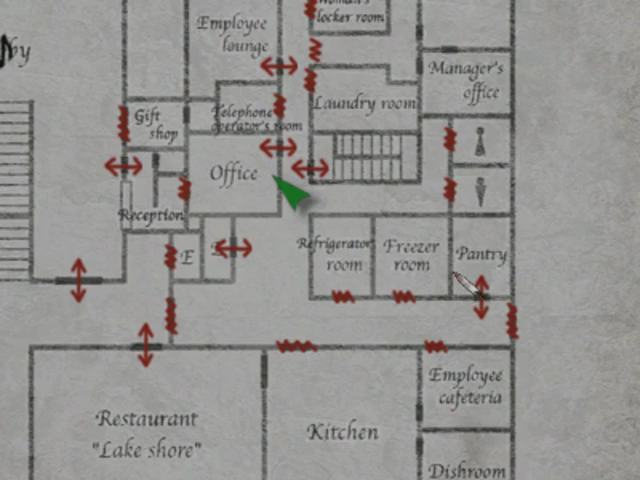 Woman's
locker room
Employee
lounge
by
Manager's
office
Laundry room
Gift
shop
Telephone
operator's room
Office
Reception
E
Refrigerator
room
Freezer
room
Pantry
Employee
cafeteria
Restaurant
"Lake shore"
Kitchen
Dishroom